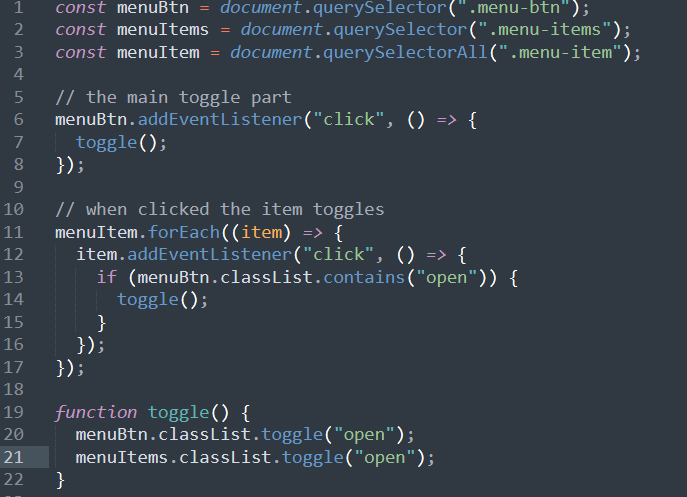 1 const menuBtn = document.querySelector(".menu-btn");
2 const menuItems = document.querySelector(".menu-items");
3 const menuItem = document.querySelectorAll(".menu-item");
4
5 // the main toggle part
6 menuBtn.addEventListener("click", () => {
7   toggle();
8 });
9
10 // when clicked the item toggles
11 menuItem.forEach((item) => {
12   item.addEventListener("click", () => {
13     if (menuBtn.classList.contains("open")) {
14       toggle();
15     }
16   });
17 });
18
19 function toggle() {
20   menuBtn.classList.toggle("open");
21   menuItems.classList.toggle("open");
22 }